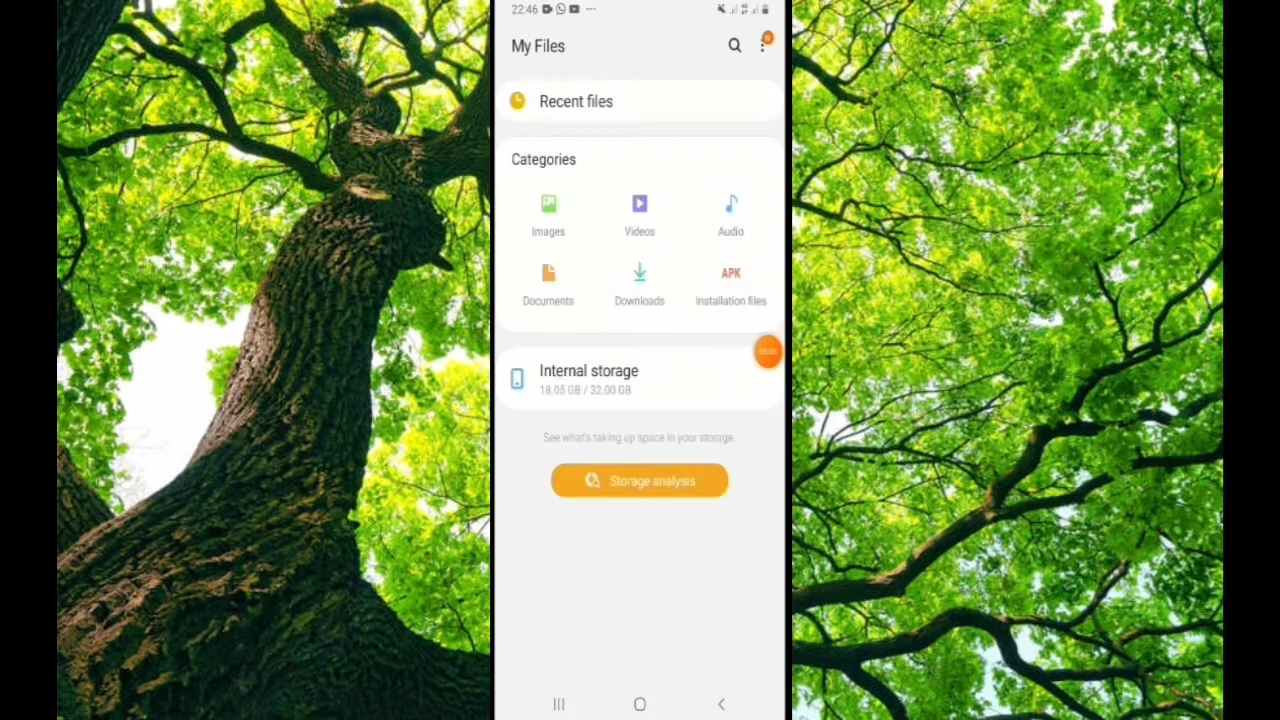 22:46
My Files
Recent files
Categories
Images
Videos
Audio
APK
Documents
Downloads
Installation files
Internal storage
18.05 GB / 32.00 GB
See what's taking up space in your storage.
Storage analysis